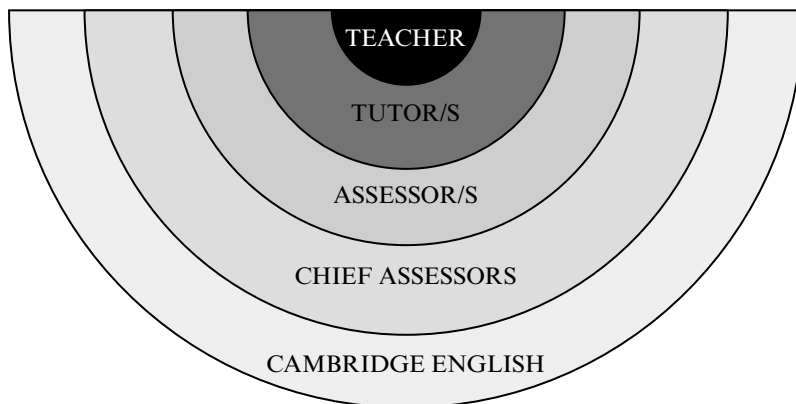 TEACHER
TUTOR/S
ASSESSOR/S
CHIEF ASSESSORS
CAMBRIDGE ENGLISH